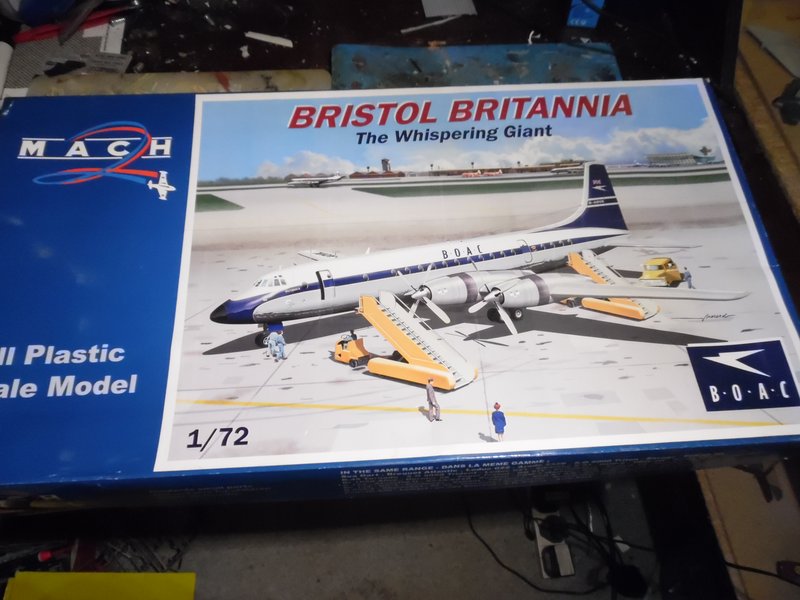 BRISTOL BRITANNIA
The Whispering Giant
MACH 2
BOAC
ll Plastic
ale Model
B·O·A·C
1/72
IN THE SAME RANGE - DANS LA MEME GAMME :